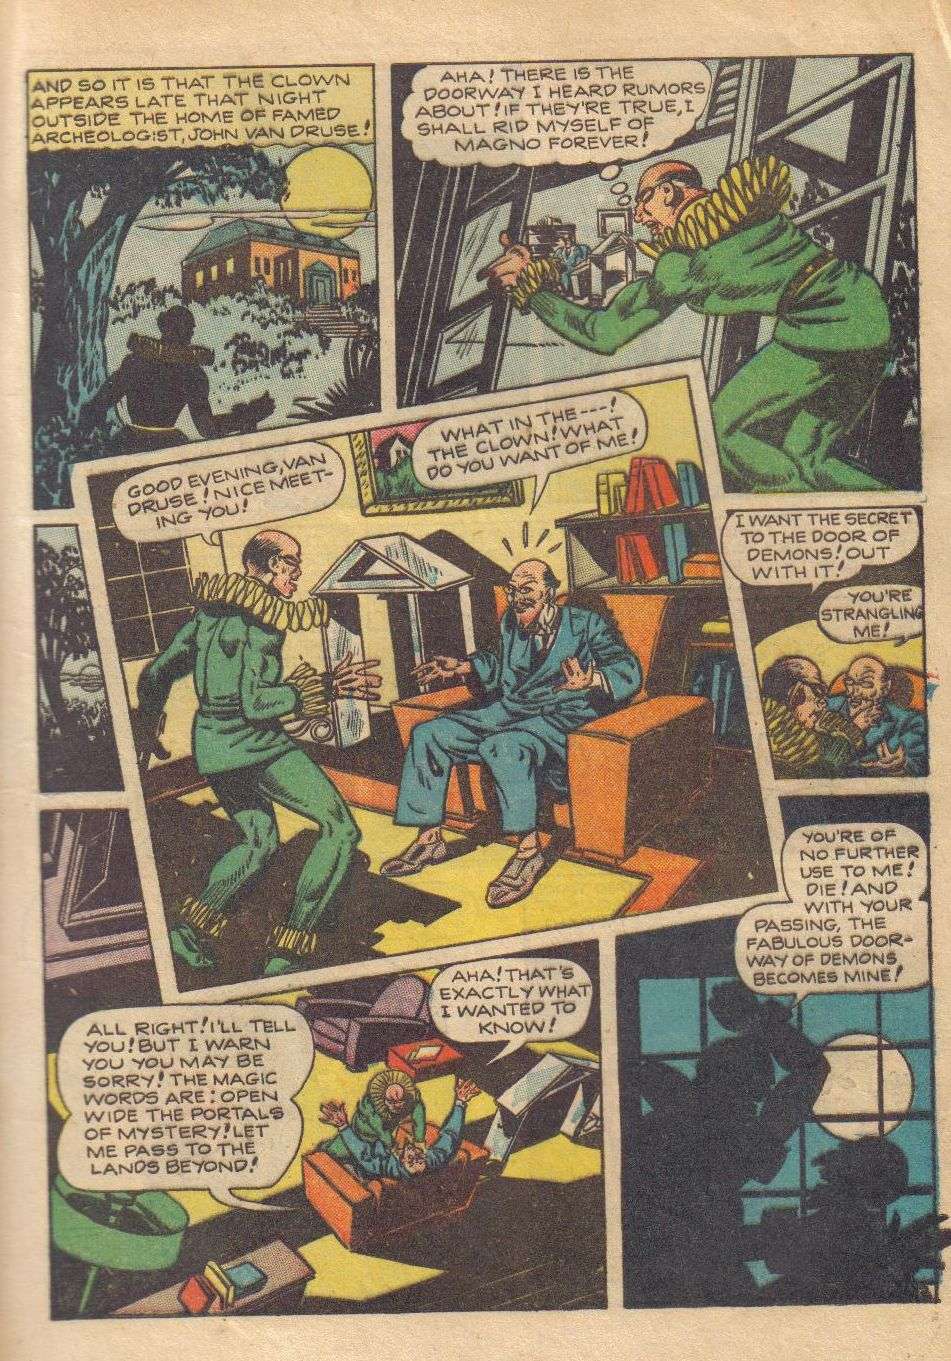 AND SO IT IS THAT THE CLOWN
APPEARS LATE THAT NIGHT
OUTSIDE THE HOME OF FAMED
ARCHEOLOGIST, JOHN VAN DRUSE!
AHA! THERE IS THE
DOORWAY I HEARD RUMORS
ABOUT! IF THEY'RE TRUE, I
SHALL RID MYSELF OF
MAGNO FOREVER!
GOOD EVENING, VAN
DRUSE! NICE MEET-
ING YOU!
WHAT IN THE---!
THE CLOWN! WHAT
DO YOU WANT OF ME!
I WANT THE SECRET
TO THE DOOR OF
DEMONS! OUT
WITH IT!
YOU'RE
STRANGLING
ME!
ALL RIGHT! I'LL TELL
YOU! BUT I WARN
YOU YOU MAY BE
SORRY! THE MAGIC
WORDS ARE: OPEN
WIDE THE PORTALS
OF MYSTERY! LET
ME PASS TO THE
LANDS BEYOND!
AHA! THAT'S
EXACTLY WHAT
I WANTED TO
KNOW!
YOU'RE OF
NO FURTHER
USE TO ME!
DIE! AND
WITH YOUR
PASSING, THE
FABULOUS DOOR-
WAY OF DEMONS
BECOMES MINE!